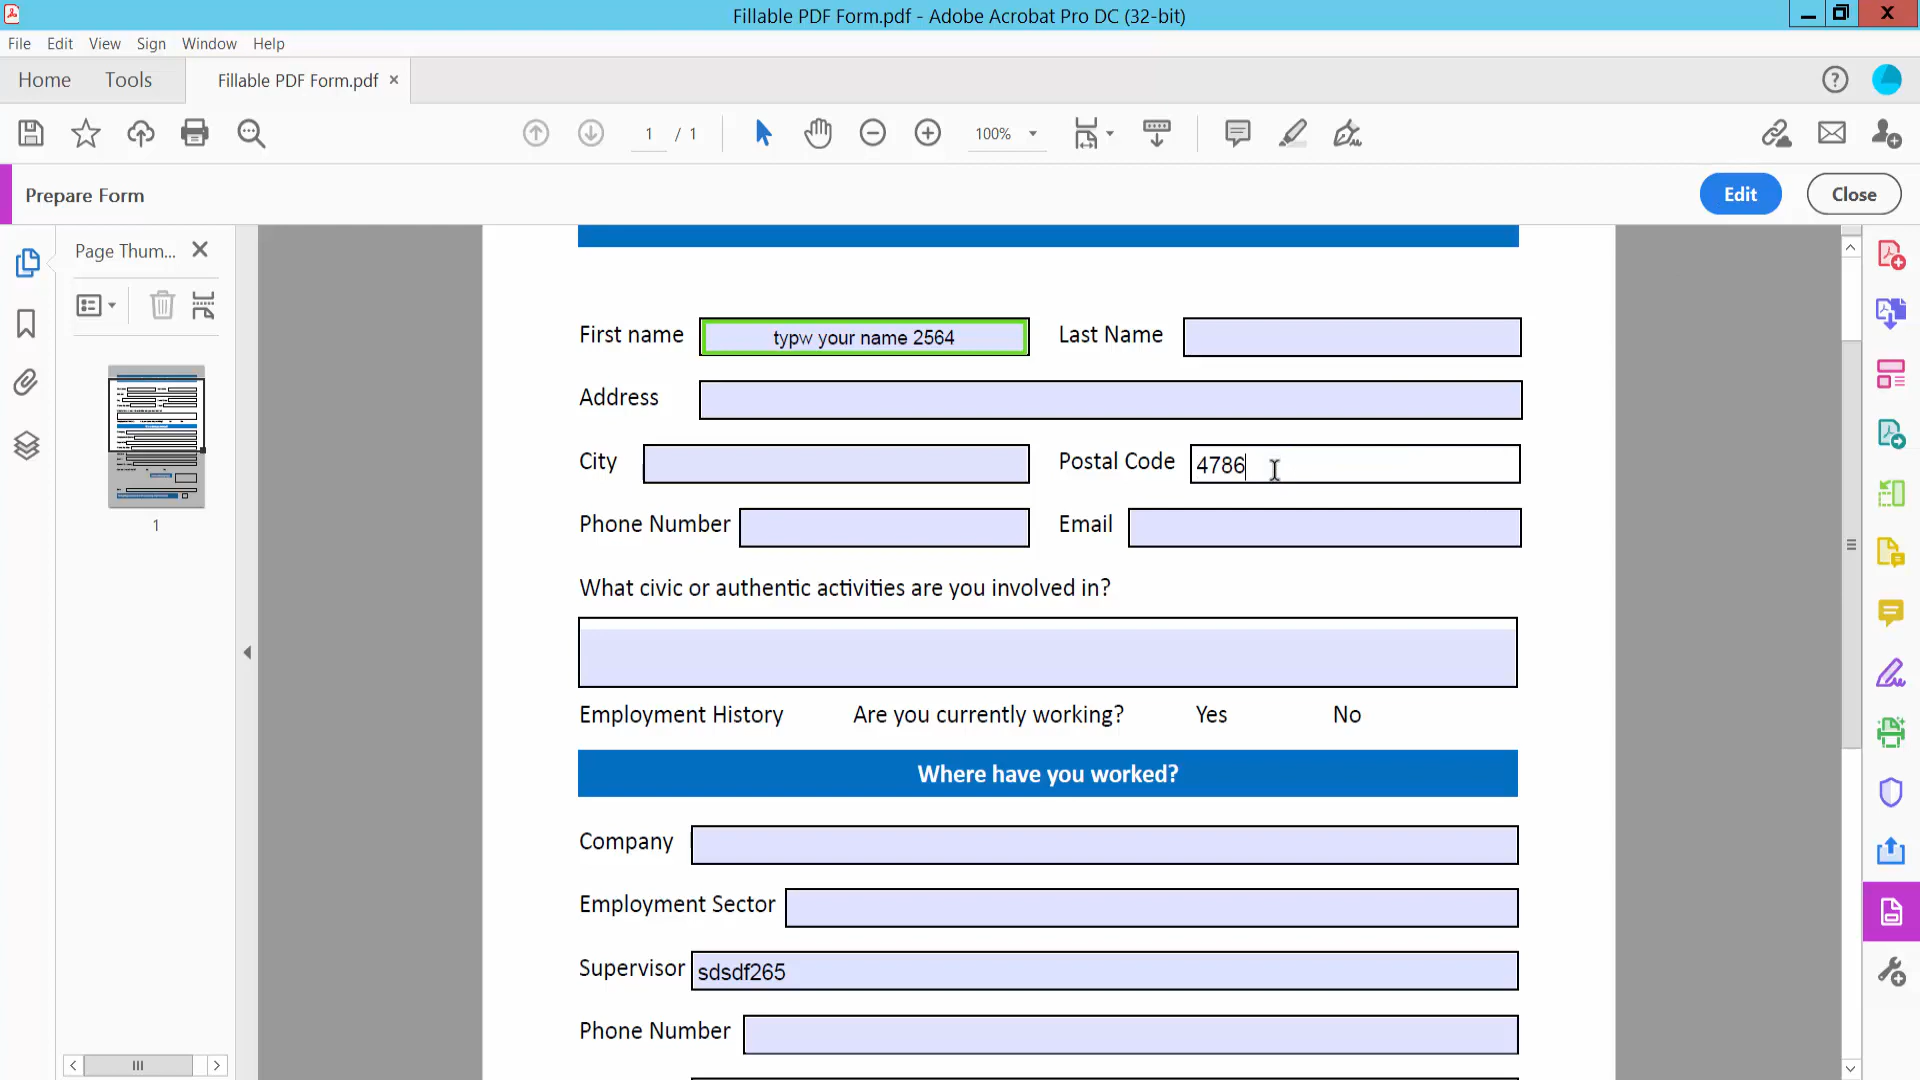 Fillable PDF Form.pdf - Adobe Acrobat Pro DC (32-bit)
File Edit View Sign Window Help
Home Tools Fillable PDF Form.pdf ×
1 / 1 100%
Prepare Form Edit Close
Page Thum...
First name typw your name 2564 Last Name
Address
City Postal Code 4786
Phone Number Email
1
What civic or authentic activities are you involved in?
Employment History Are you currently working? Yes No
Where have you worked?
Company
Employment Sector
Supervisor sdsdf265
Phone Number